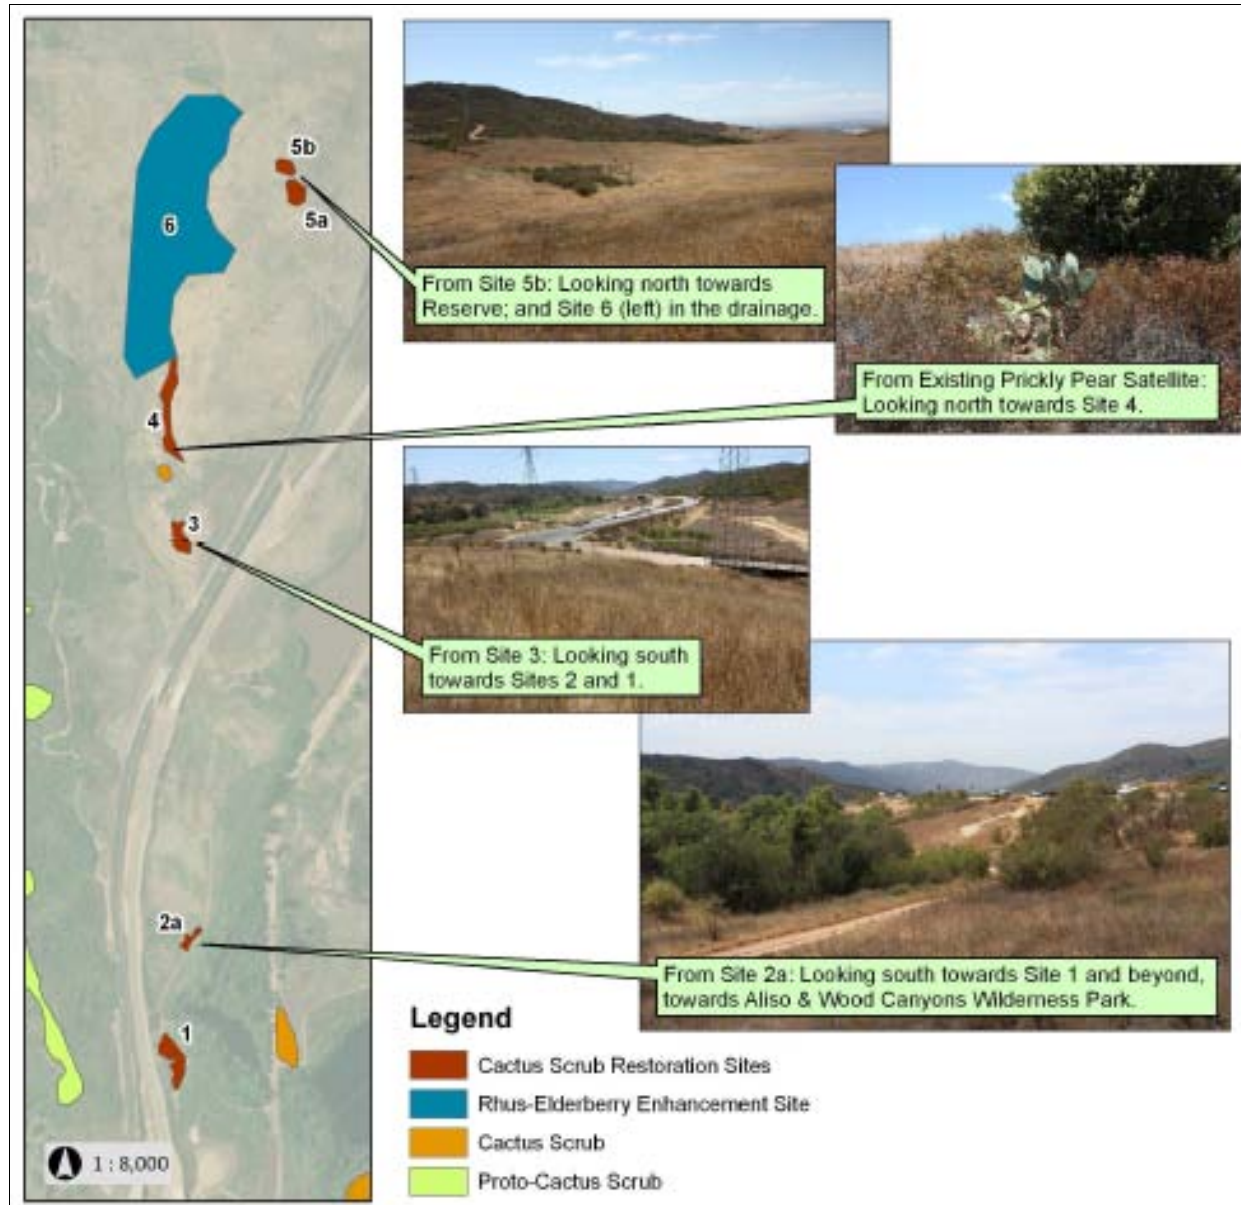 5b
5a
6
From Site 5b: Looking north towards
Reserve; and Site 6 (left) in the drainage.
From Existing Prickly Pear Satellite:
Looking north towards Site 4.
4
3
From Site 3: Looking south
towards Sites 2 and 1.
2a
From Site 2a: Looking south towards Site 1 and beyond,
towards Aliso & Wood Canyons Wilderness Park.
1
Legend
Cactus Scrub Restoration Sites
Rhus-Elderberry Enhancement Site
Cactus Scrub
Proto-Cactus Scrub
1 : 8,000